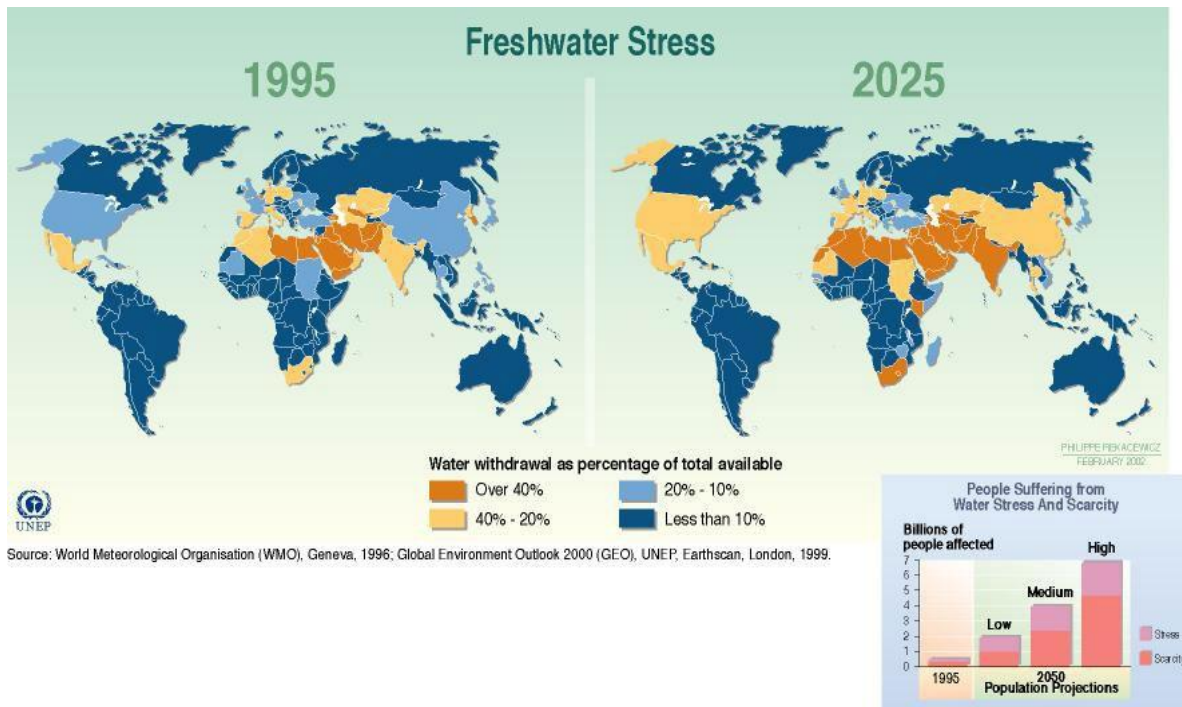 Freshwater Stress
1995
2025
PHILIPPE REKACEWICZ
FEBRUARY 2002
Water withdrawal as percentage of total available
Over 40%
20% - 10%
40% - 20%
Less than 10%
UNEP
Source: World Meteorological Organisation (WMO), Geneva, 1996; Global Environment Outlook 2000 (GEO), UNEP, Earthscan, London, 1999.
People Suffering from
Water Stress And Scarcity
Billions of
people affected
High
7
6
5
Medium
4
3
Low
2
1
0
Stress
Scarcity
1995
2050
Population Projections